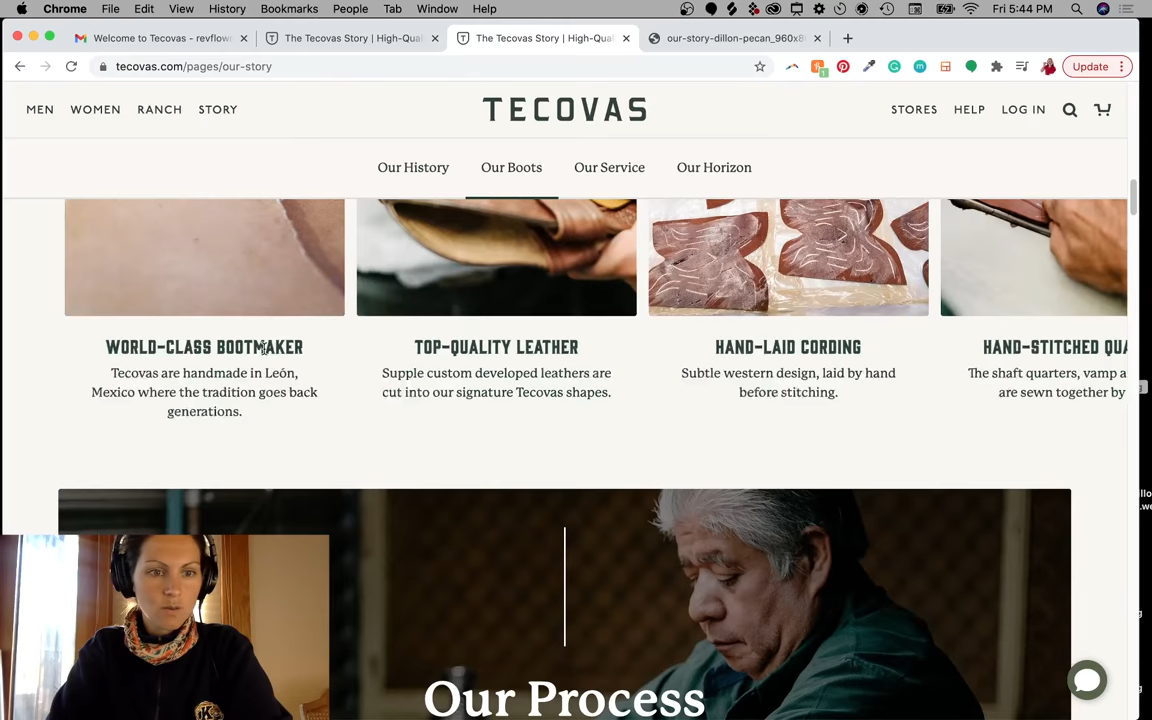 Chrome File Edit View History Bookmarks People Tab Window Help Fri 5:44 PM
Welcome to Tecovas - revflow
The Tecovas Story | High-Qual
The Tecovas Story | High-Qual
our-story-dillon-pecan_960x8
tecovas.com/pages/our-story
1
Update
MEN WOMEN RANCH STORY
TECOVAS
STORES HELP LOG IN
Our History Our Boots Our Service Our Horizon
WORLD-CLASS BOOTMAKER
Tecovas are handmade in León,
Mexico where the tradition goes back
generations.
TOP-QUALITY LEATHER
Supple custom developed leathers are
cut into our signature Tecovas shapes.
HAND-LAID CORDING
Subtle western design, laid by hand
before stitching.
HAND-STITCHED QUA
The shaft quarters, vamp a
are sewn together by
Our Process